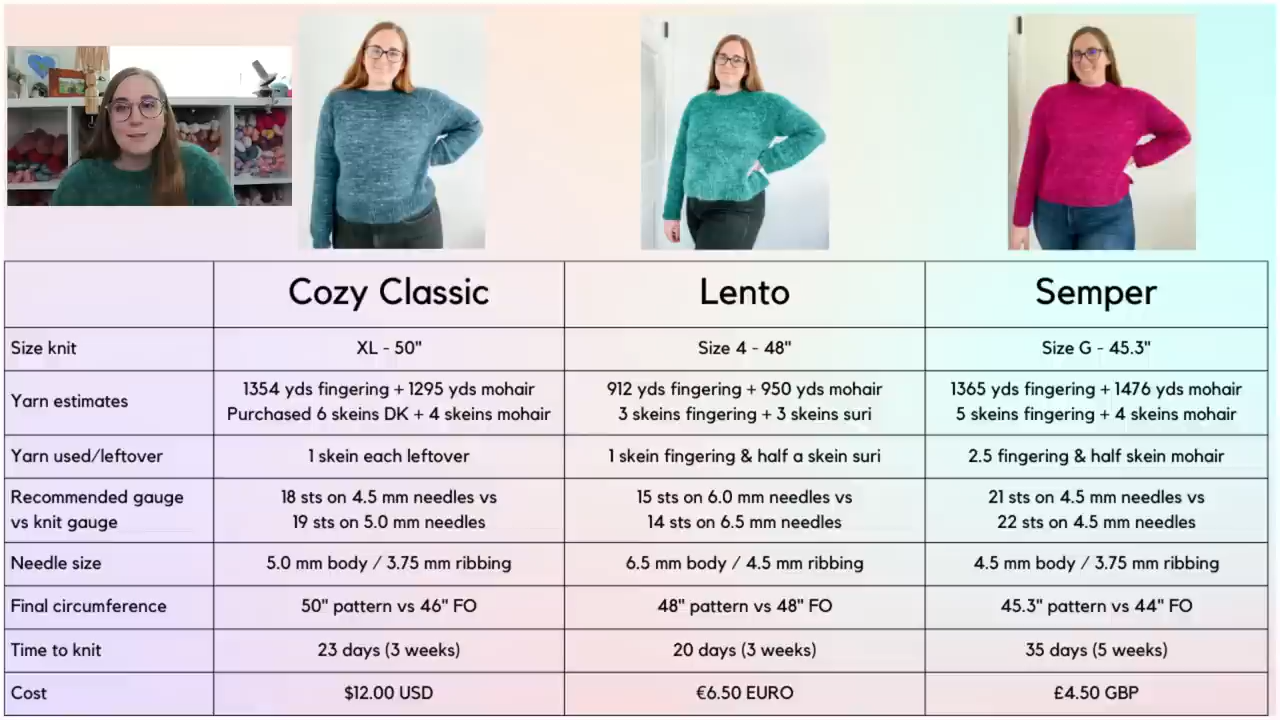 Cozy Classic
Lento
Semper
Size knit
XL - 50"
Size 4 - 48"
Size G - 45.3"
Yarn estimates
1354 yds fingering + 1295 yds mohair
Purchased 6 skeins DK + 4 skeins mohair
912 yds fingering + 950 yds mohair
3 skeins fingering + 3 skeins suri
1365 yds fingering + 1476 yds mohair
5 skeins fingering + 4 skeins mohair
Yarn used/leftover
1 skein each leftover
1 skein fingering & half a skein suri
2.5 fingering & half skein mohair
Recommended gauge
vs knit gauge
18 sts on 4.5 mm needles vs
19 sts on 5.0 mm needles
15 sts on 6.0 mm needles vs
14 sts on 6.5 mm needles
21 sts on 4.5 mm needles vs
22 sts on 4.5 mm needles
Needle size
5.0 mm body / 3.75 mm ribbing
6.5 mm body / 4.5 mm ribbing
4.5 mm body / 3.75 mm ribbing
Final circumference
50" pattern vs 46" FO
48" pattern vs 48" FO
45.3" pattern vs 44" FO
Time to knit
23 days (3 weeks)
20 days (3 weeks)
35 days (5 weeks)
Cost
$12.00 USD
€6.50 EURO
£4.50 GBP